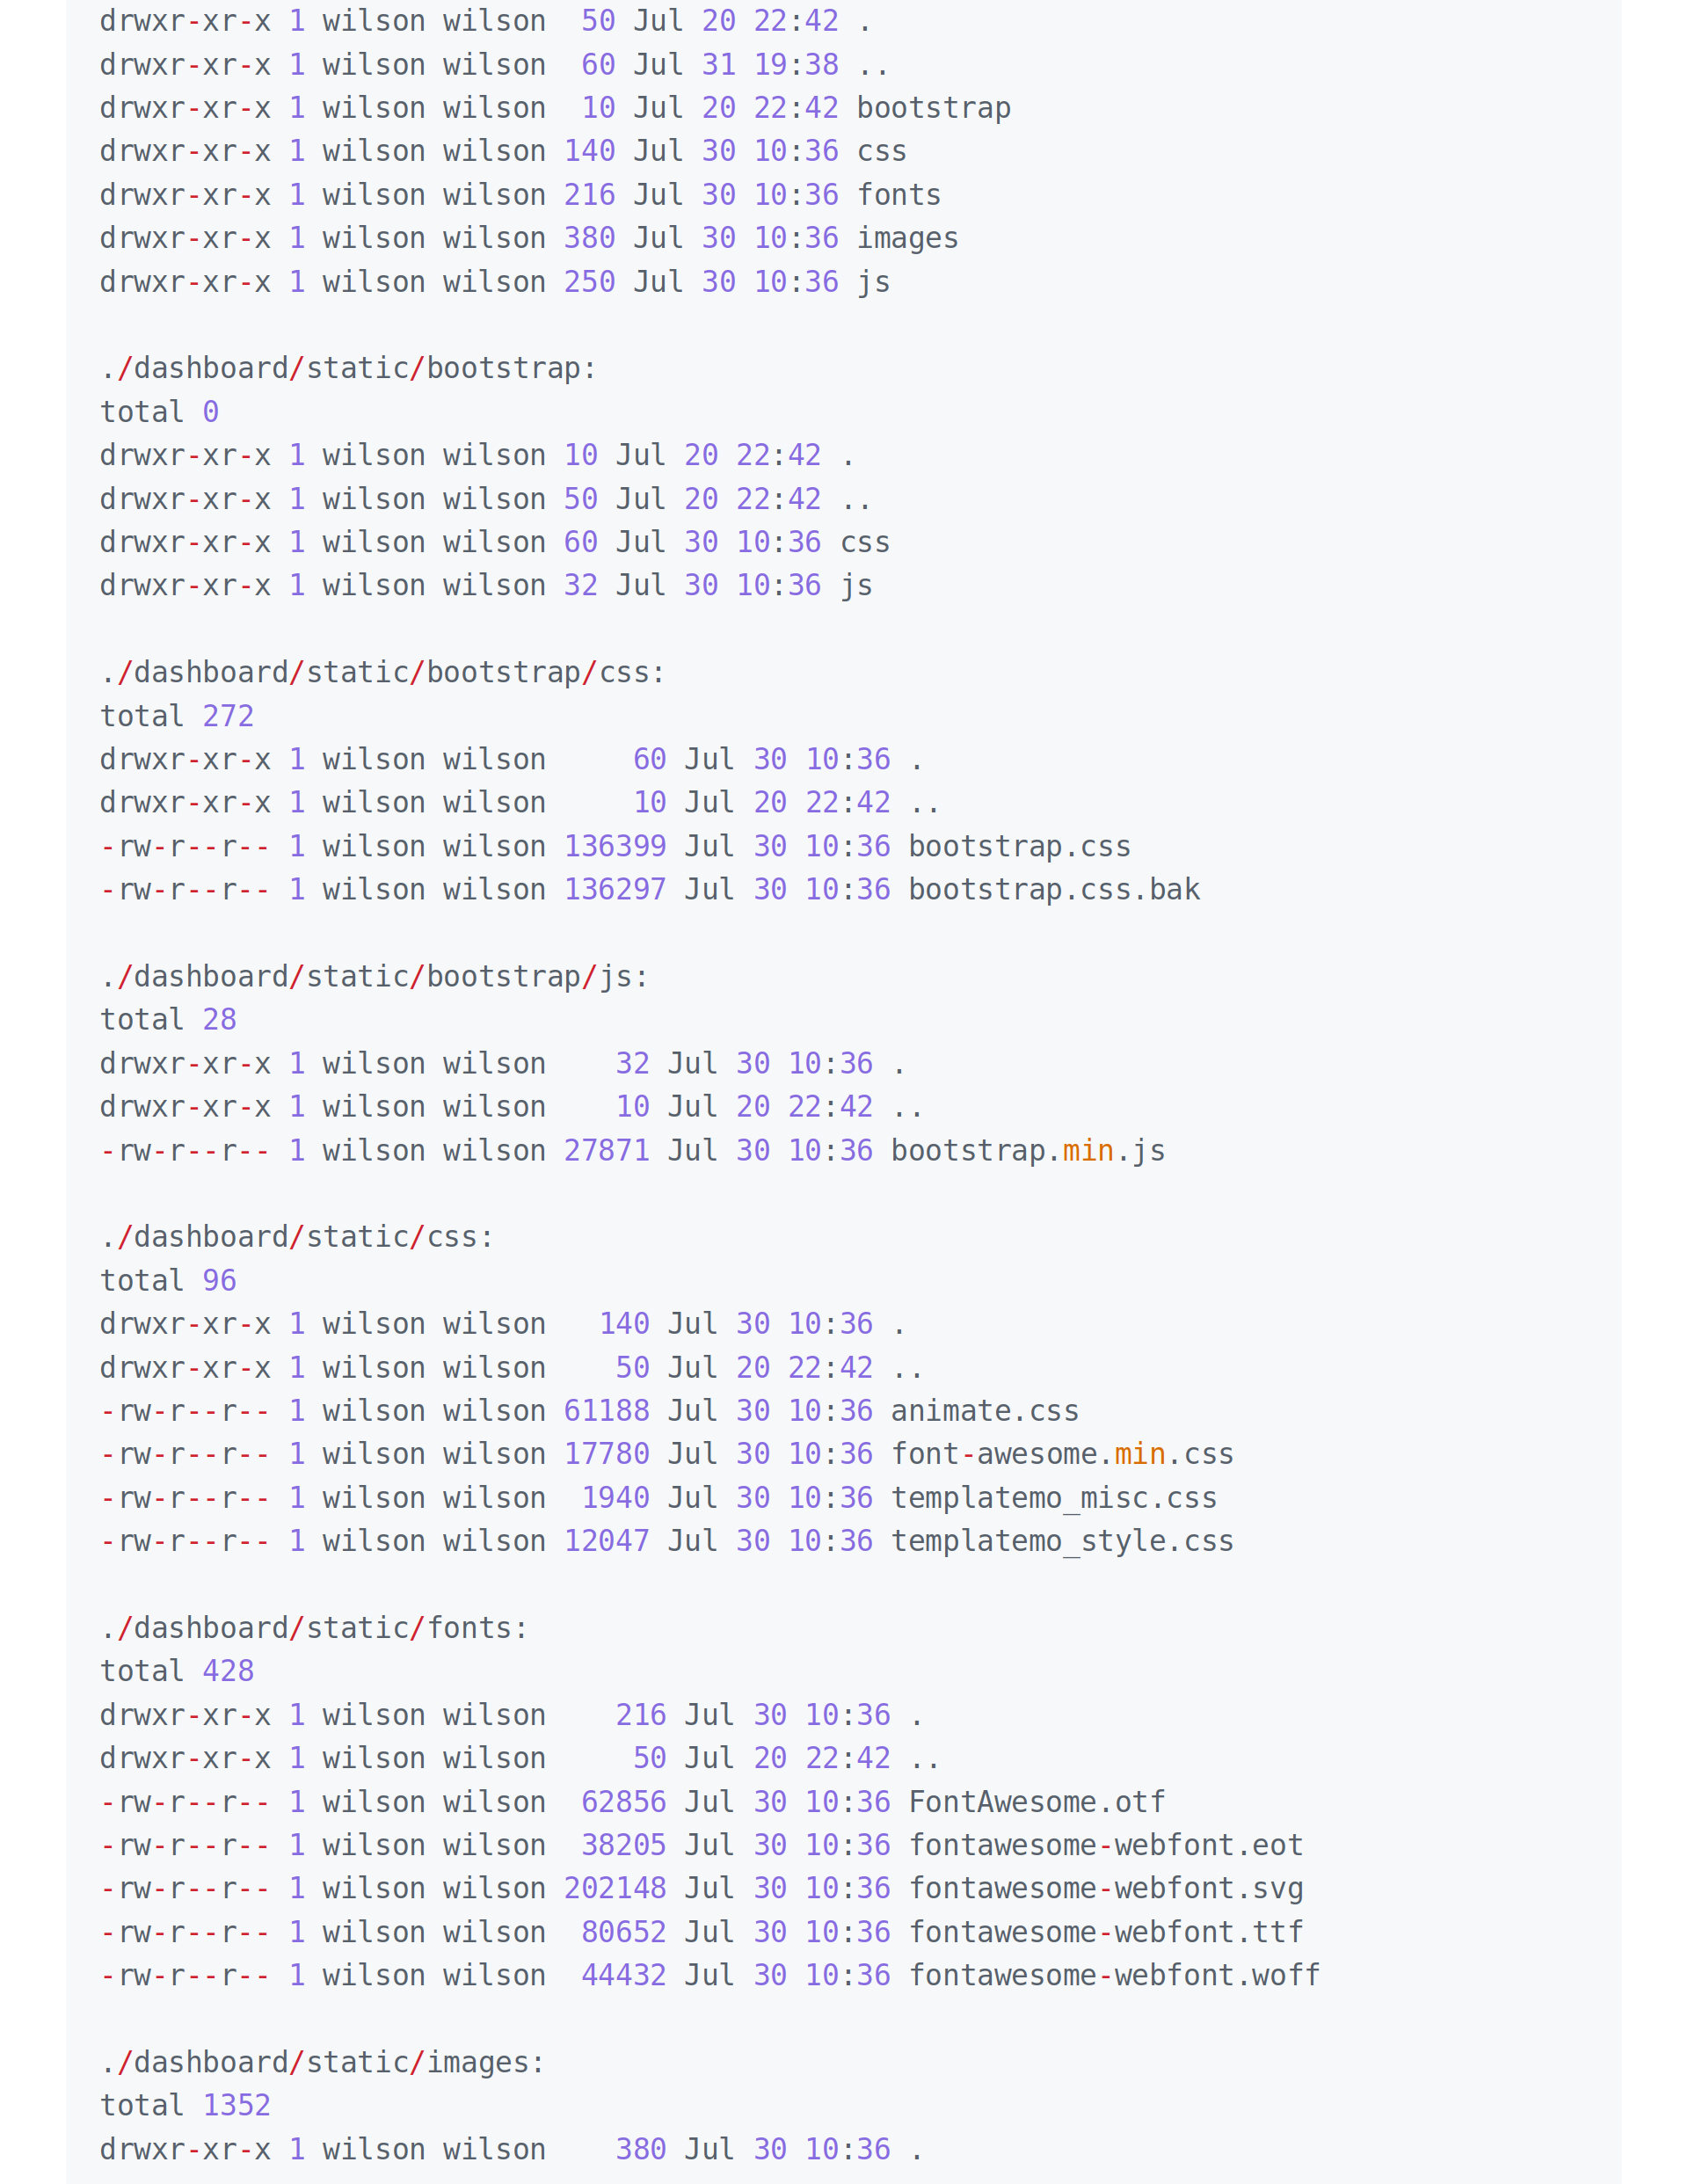 drwxr-xr-x 1 wilson wilson  50 Jul 20 22:42 .
drwxr-xr-x 1 wilson wilson  60 Jul 31 19:38 ..
drwxr-xr-x 1 wilson wilson  10 Jul 20 22:42 bootstrap
drwxr-xr-x 1 wilson wilson 140 Jul 30 10:36 css
drwxr-xr-x 1 wilson wilson 216 Jul 30 10:36 fonts
drwxr-xr-x 1 wilson wilson 380 Jul 30 10:36 images
drwxr-xr-x 1 wilson wilson 250 Jul 30 10:36 js

./dashboard/static/bootstrap:
total 0
drwxr-xr-x 1 wilson wilson 10 Jul 20 22:42 .
drwxr-xr-x 1 wilson wilson 50 Jul 20 22:42 ..
drwxr-xr-x 1 wilson wilson 60 Jul 30 10:36 css
drwxr-xr-x 1 wilson wilson 32 Jul 30 10:36 js

./dashboard/static/bootstrap/css:
total 272
drwxr-xr-x 1 wilson wilson     60 Jul 30 10:36 .
drwxr-xr-x 1 wilson wilson     10 Jul 20 22:42 ..
-rw-r--r-- 1 wilson wilson 136399 Jul 30 10:36 bootstrap.css
-rw-r--r-- 1 wilson wilson 136297 Jul 30 10:36 bootstrap.css.bak

./dashboard/static/bootstrap/js:
total 28
drwxr-xr-x 1 wilson wilson    32 Jul 30 10:36 .
drwxr-xr-x 1 wilson wilson    10 Jul 20 22:42 ..
-rw-r--r-- 1 wilson wilson 27871 Jul 30 10:36 bootstrap.min.js

./dashboard/static/css:
total 96
drwxr-xr-x 1 wilson wilson   140 Jul 30 10:36 .
drwxr-xr-x 1 wilson wilson    50 Jul 20 22:42 ..
-rw-r--r-- 1 wilson wilson 61188 Jul 30 10:36 animate.css
-rw-r--r-- 1 wilson wilson 17780 Jul 30 10:36 font-awesome.min.css
-rw-r--r-- 1 wilson wilson  1940 Jul 30 10:36 templatemo_misc.css
-rw-r--r-- 1 wilson wilson 12047 Jul 30 10:36 templatemo_style.css

./dashboard/static/fonts:
total 428
drwxr-xr-x 1 wilson wilson    216 Jul 30 10:36 .
drwxr-xr-x 1 wilson wilson     50 Jul 20 22:42 ..
-rw-r--r-- 1 wilson wilson  62856 Jul 30 10:36 FontAwesome.otf
-rw-r--r-- 1 wilson wilson  38205 Jul 30 10:36 fontawesome-webfont.eot
-rw-r--r-- 1 wilson wilson 202148 Jul 30 10:36 fontawesome-webfont.svg
-rw-r--r-- 1 wilson wilson  80652 Jul 30 10:36 fontawesome-webfont.ttf
-rw-r--r-- 1 wilson wilson  44432 Jul 30 10:36 fontawesome-webfont.woff

./dashboard/static/images:
total 1352
drwxr-xr-x 1 wilson wilson    380 Jul 30 10:36 .